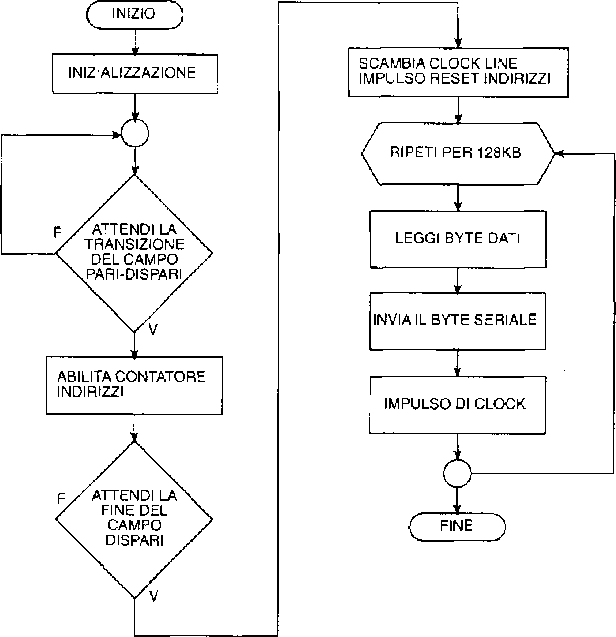 INIZIO
INIZIALIZZAZIONE
F
ATTENDI LA
TRANSIZIONE
DEL CAMPO
PARI-DISPARI
V
ABILITA CONTATORE
INDIRIZZI
F
ATTENDI LA
FINE DEL
CAMPO
DISPARI
V
SCAMBIA CLOCK LINE
IMPULSO RESET INDIRIZZI
RIPETI PER 128KB
LEGGI BYTE DATI
INVIA IL BYTE SERIALE
IMPULSO DI CLOCK
FINE